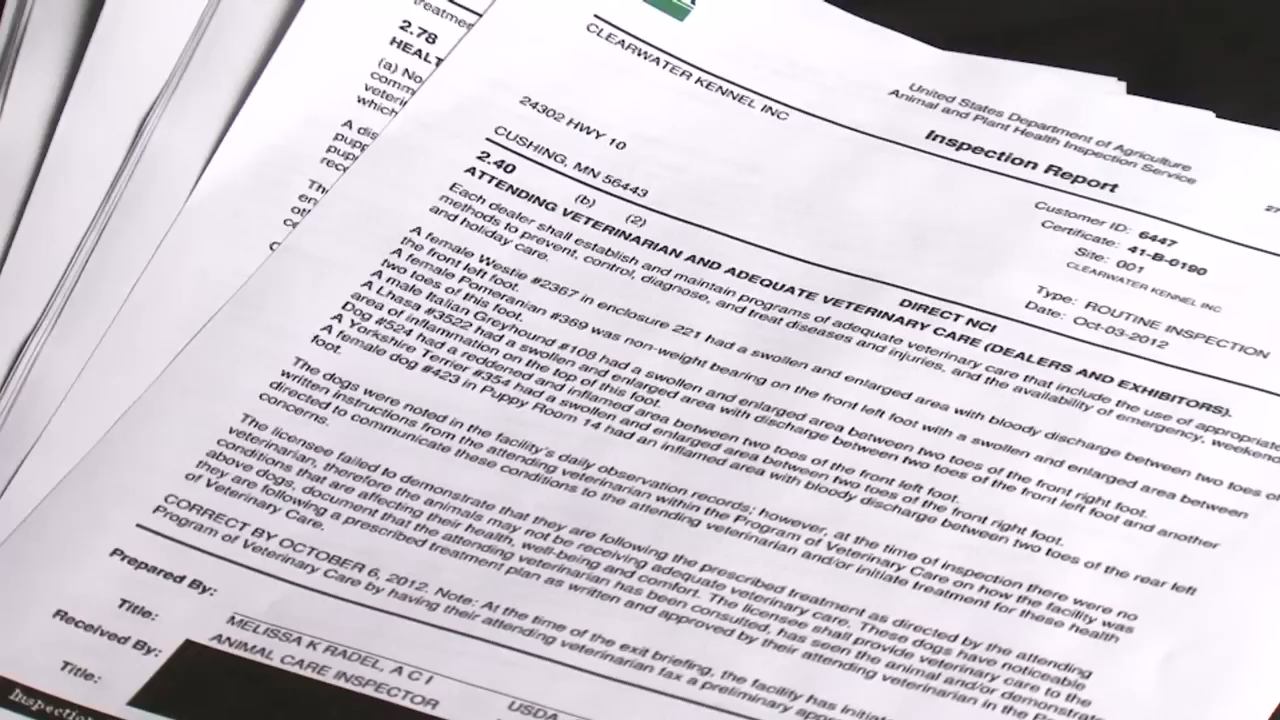 treatme
2.78
HEALT
(a) No
comm
veteri
which
A dis
pupp
pup
rec
Th
en
ot
ce
CLEARWATER KENNEL INC
24302 HWY 10
CUSHING, MN 56443
United States Department of Agriculture
Animal and Plant Health Inspection Service
Inspection Report
Customer ID: 6447
Certificate: 41-B-0190
Site: 001
CLEARWATER KENNEL INC
Type: ROUTINE INSPECTION
Date: Oct-03-2012
2.40 (b) (2) DIRECT NCI
ATTENDING VETERINARIAN AND ADEQUATE VETERINARY CARE (DEALERS AND EXHIBITORS).
Each dealer shall establish and maintain programs of adequate veterinary care that include the use of appropriate
methods to prevent, control, diagnose, and treat diseases and injuries, and the availability of emergency, weekend
and holiday care.
A female Westie #2367 in enclosure 221 had a swollen and enlarged area with bloody discharge between two toes of
the front left foot.
A female Pomeranian #369 was non-weight bearing on the front left foot with a swollen and enlarged area between
two toes of this foot.
A male Italian Greyhound #108 had a swollen and enlarged area between two toes of the front right foot.
A Lhasa #3522 had a swollen and enlarged area with discharge between two toes of the front left foot and another
area of inflammation on the top of this foot.
Dog #524 had a reddened and inflamed area between two toes of the front left foot.
A Yorkshire Terrier #354 had a swollen and enlarged area between two toes of the front right foot.
A female dog #423 in Puppy Room 14 had an inflamed area with bloody discharge between two toes of the rear left
foot.
The dogs were noted in the facility's daily observation records; however, at the time of inspection there were no
written instructions from the attending veterinarian within the Program of Veterinary Care on how the facility was
directed to communicate these conditions to the attending veterinarian and/or initiate treatment for these health
concerns.
The licensee failed to demonstrate that they are following the prescribed treatment as directed by the attending
veterinarian, therefore the animals may not be receiving adequate veterinary care. These dogs have noticeable
conditions that are affecting their health, well-being and comfort. The licensee shall provide veterinary care to the
above dogs, document that the attending veterinarian has been consulted, has seen the animal and/or demonstrat
they are following a prescribed treatment plan as written and approved by their attending veterinarian in the P
of Veterinary Care.
CORRECT BY OCTOBER 6, 2012. Note: At the time of the exit briefing, the facility has initia
Program of Veterinary Care by having their attending veterinarian fax a preliminary appr
Prepared By:
MELISSA K RADEL, A C I
Title: ANIMAL CARE INSPECTOR USDA
Received By:
Title:
Inspectio